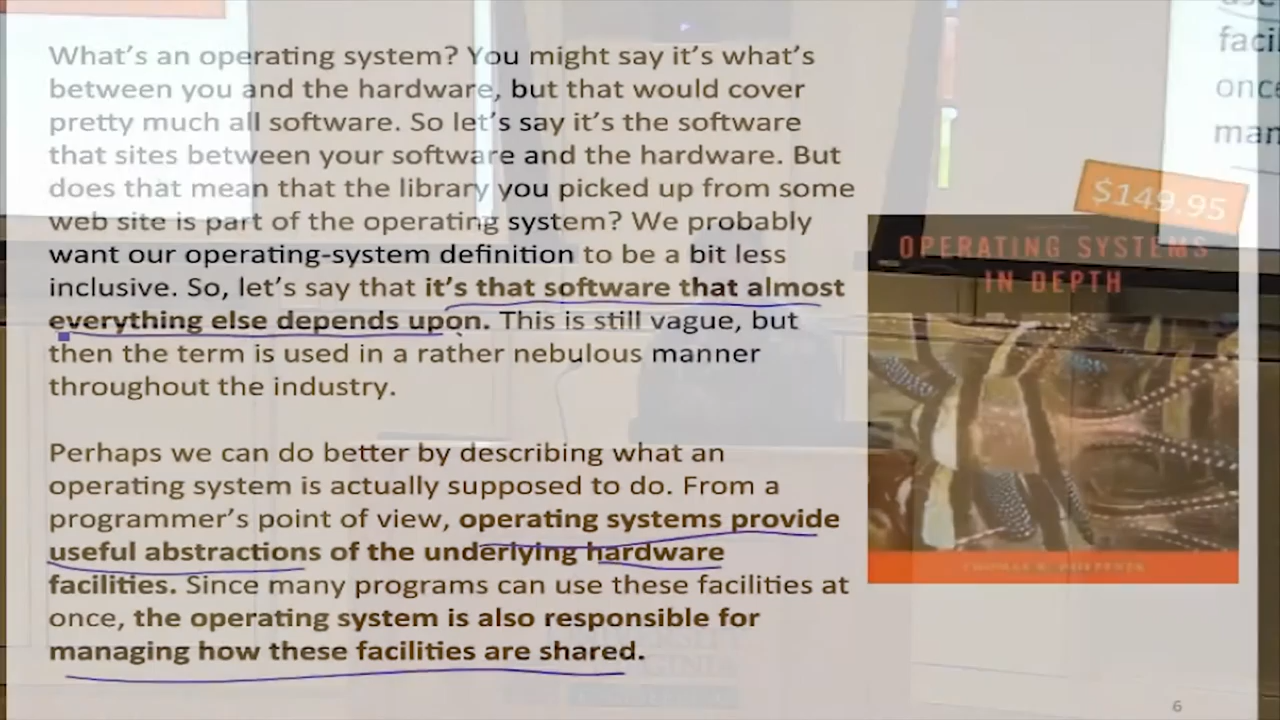 What's an operating system? You might say it's what's
between you and the hardware, but that would cover
pretty much all software. So let's say it's the software
that sites between your software and the hardware. But
does that mean that the library you picked up from some
web site is part of the operating system? We probably
want our operating-system definition to be a bit less
inclusive. So, let's say that it's that software that almost
everything else depends upon. This is still vague, but
then the term is used in a rather nebulous manner
throughout the industry.
Perhaps we can do better by describing what an
operating system is actually supposed to do. From a
programmer's point of view, operating systems provide
useful abstractions of the underlying hardware
facilities. Since many programs can use these facilities at
once, the operating system is also responsible for
managing how these facilities are shared.
$149.95
OPERATING SYSTEMS
IN DEPTH
facil
once
man
6